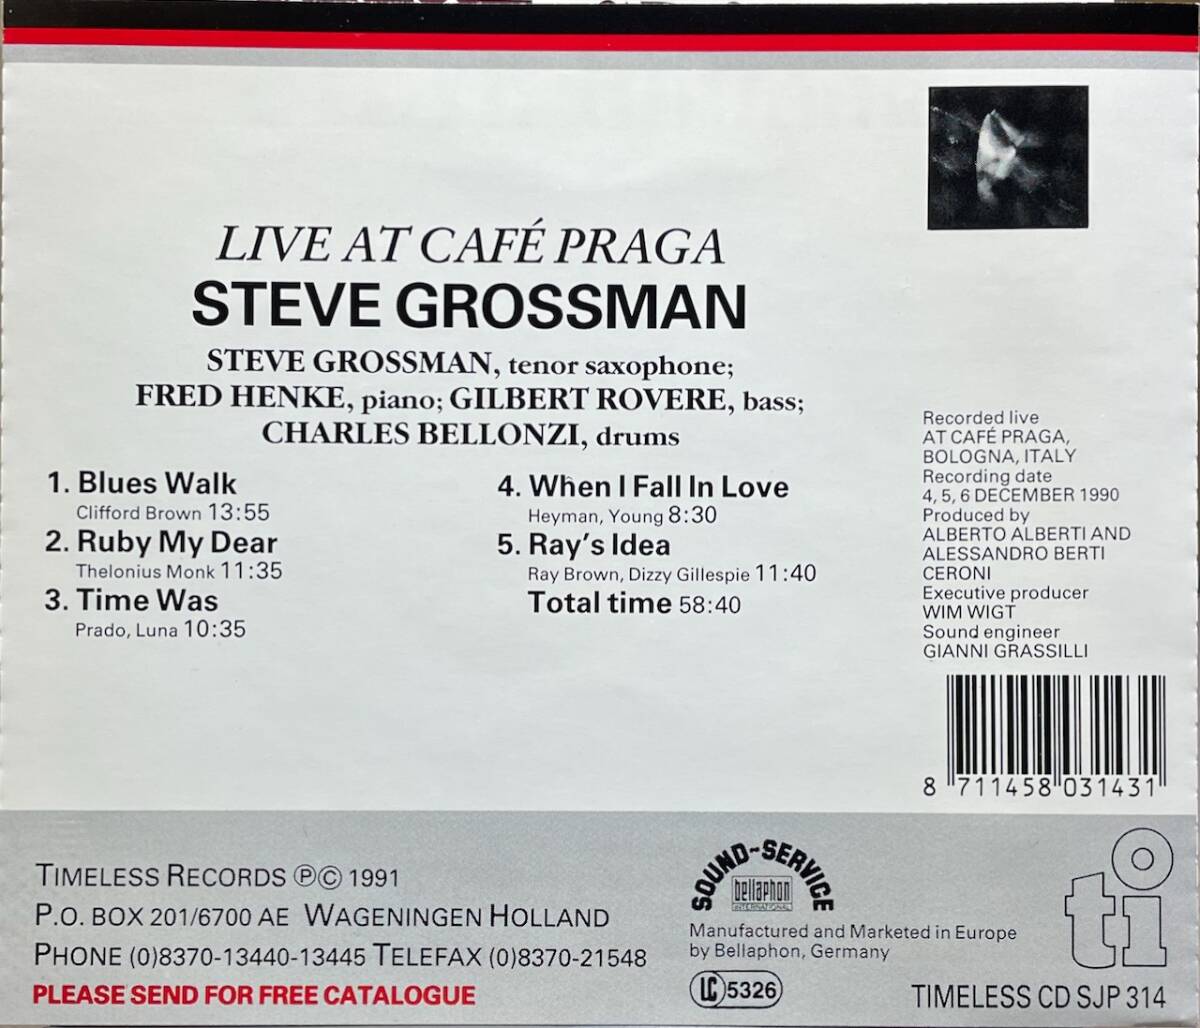 LIVE AT CAFÉ PRAGA
STEVE GROSSMAN
STEVE GROSSMAN, tenor saxophone;
FRED HENKE, piano; GILBERT ROVERE, bass;
CHARLES BELLONZI, drums
1. Blues Walk
Clifford Brown 13:55
2. Ruby My Dear
Thelonius Monk 11:35
3. Time Was
Prado, Luna 10:35
4. When I Fall In Love
Heyman, Young 8:30
5. Ray's Idea
Ray Brown, Dizzy Gillespie 11:40
Total time 58:40
Recorded live
AT CAFÉ PRAGA,
BOLOGNA, ITALY
Recording date
4, 5, 6 DECEMBER 1990
Produced by
ALBERTO ALBERTI AND
ALESSANDRO BERTI
CERONI
Executive producer
WIM WIGT
Sound engineer
GIANNI GRASSILLI
8 711458 031431
TIMELESS RECORDS ℗© 1991
P.O. BOX 201/6700 AE WAGENINGEN HOLLAND
PHONE (0)8370-13440-13445 TELEFAX (0)8370-21548
PLEASE SEND FOR FREE CATALOGUE
SOUND-SERVICE
bellaphon
INTERNATIONAL
Manufactured and Marketed in Europe
by Bellaphon, Germany
LC 5326
ti
TIMELESS CD SJP 314